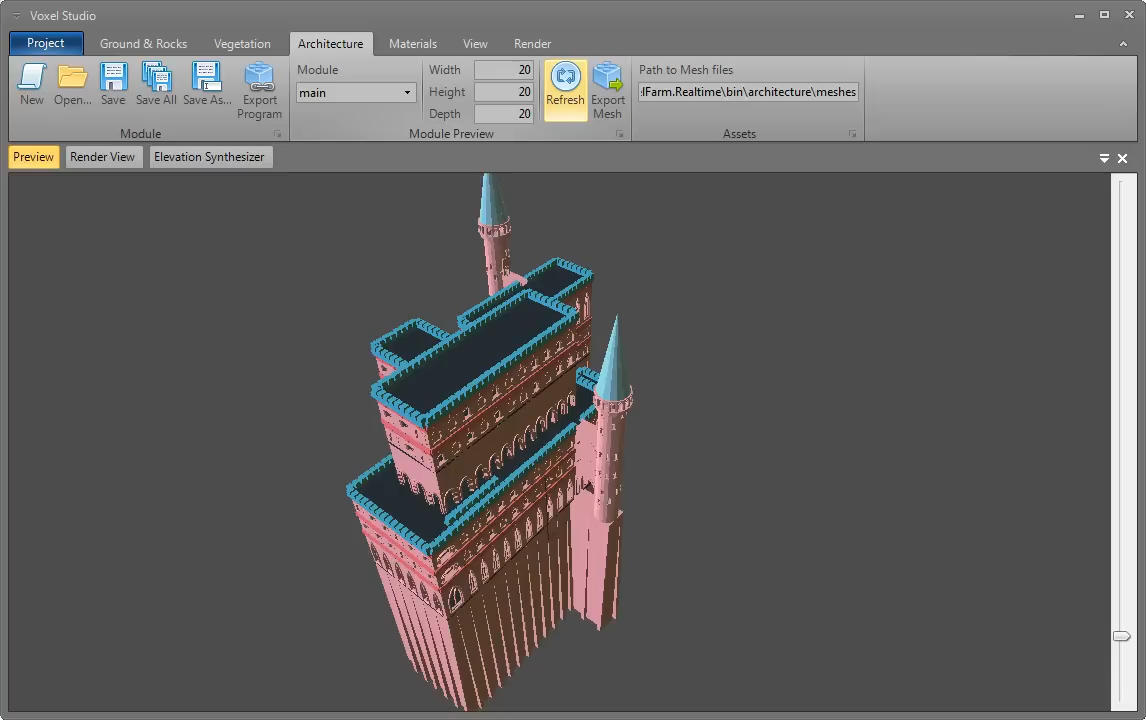 Voxel Studio
Project Ground & Rocks Vegetation Architecture Materials View Render
Module Width 20 Path to Mesh files
main Height 20 lFarm.Realtime\bin\architecture\meshes
New Open... Save Save All Save As... Export Program Depth 20 Refresh Export Mesh
Module Module Preview Assets
Preview Render View Elevation Synthesizer